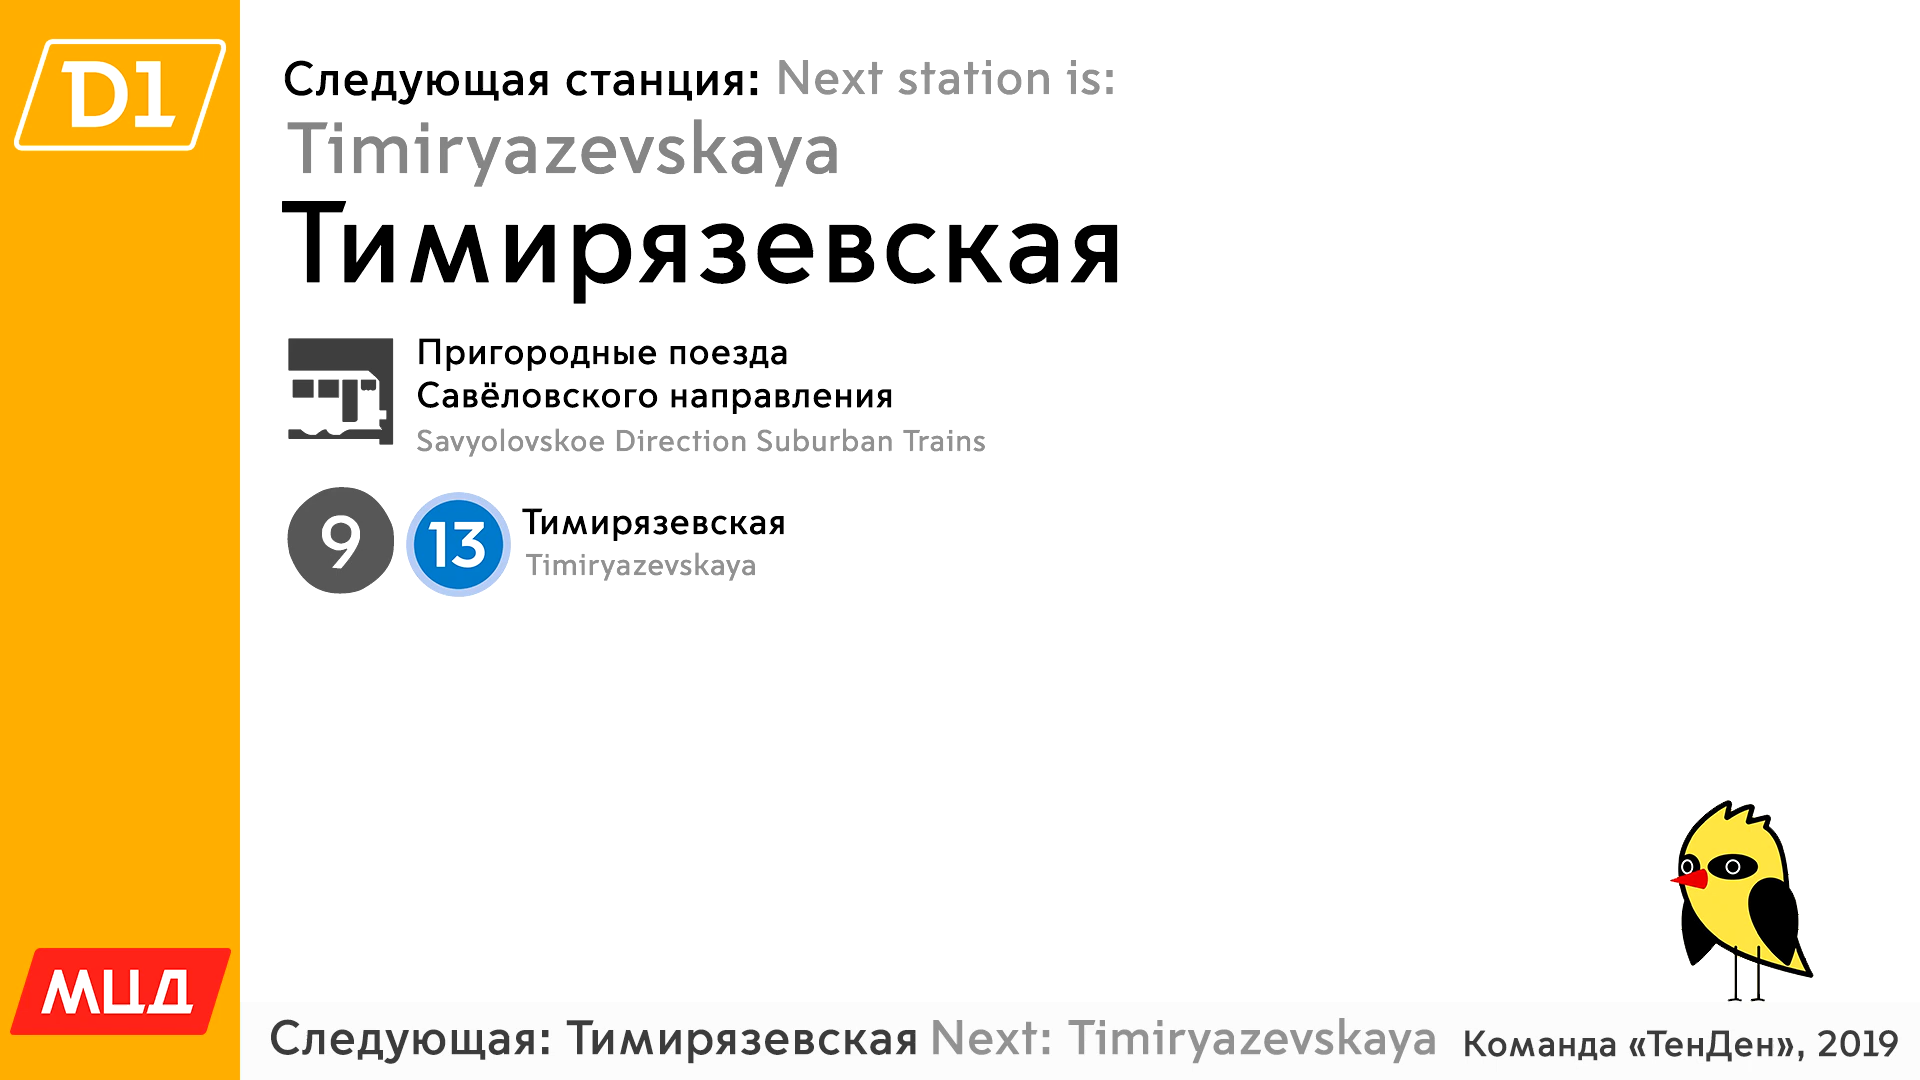 D1
Следующая станция: Next station is:
Timiryazevskaya
Тимирязевская
Пригородные поезда
Савёловского направления
Savyolovskoe Direction Suburban Trains
9 13 Тимирязевская
Timiryazevskaya
МЦД
Следующая: Тимирязевская Next: Timiryazevskaya Команда «ТенДен», 2019